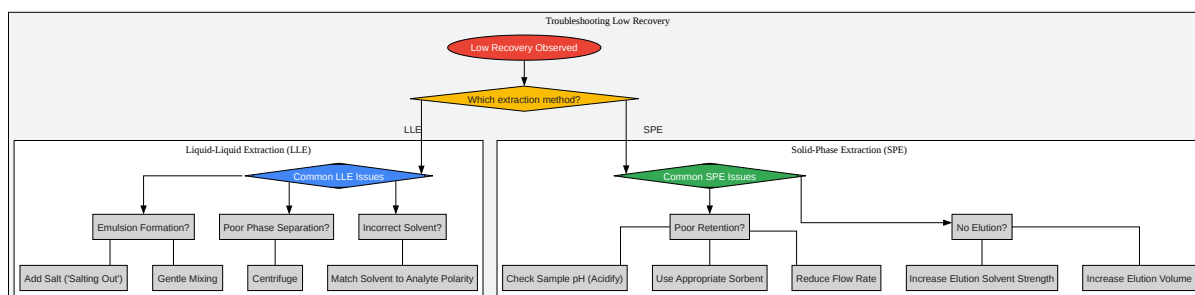 Troubleshooting Low Recovery
Low Recovery Observed
Which extraction method?
LLE
SPE
Liquid-Liquid Extraction (LLE)
Solid-Phase Extraction (SPE)
Common LLE Issues
Common SPE Issues
Emulsion Formation?
Poor Phase Separation?
Incorrect Solvent?
Poor Retention?
No Elution?
Add Salt ('Salting Out')
Gentle Mixing
Centrifuge
Match Solvent to Analyte Polarity
Check Sample pH (Acidify)
Use Appropriate Sorbent
Reduce Flow Rate
Increase Elution Solvent Strength
Increase Elution Volume